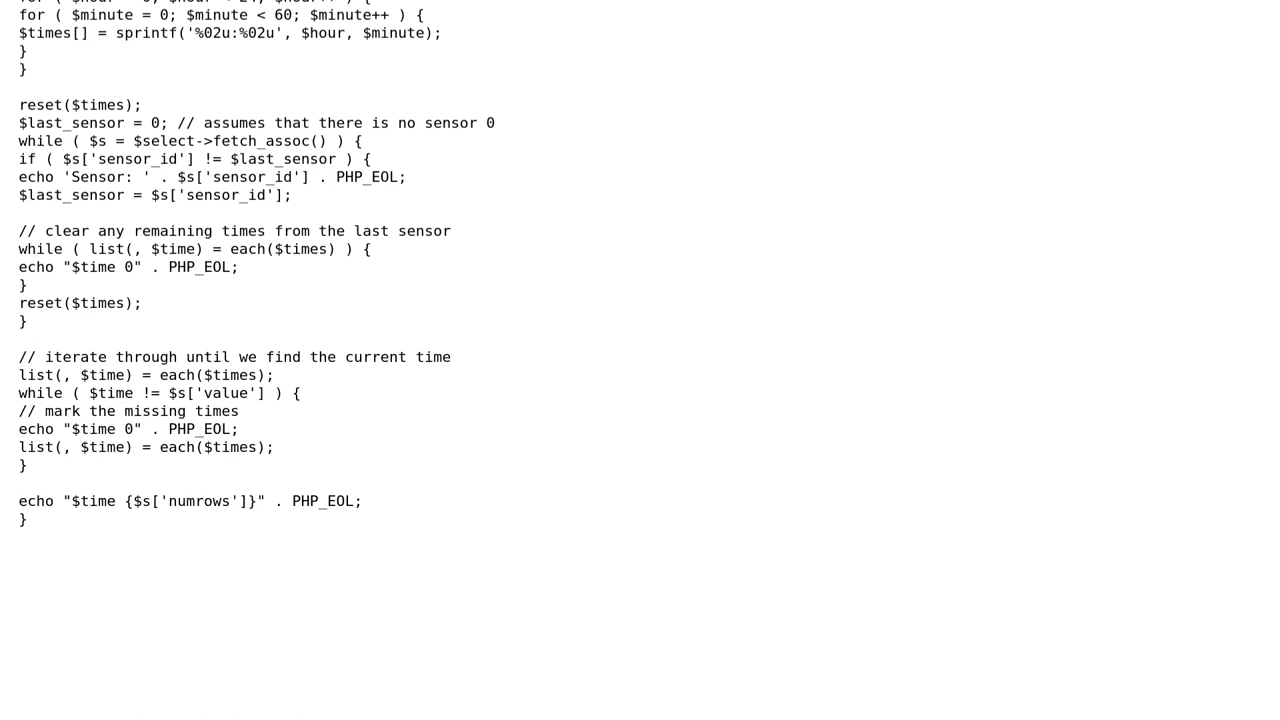 for ( $minute = 0; $minute < 60; $minute++ ) {
$times[] = sprintf('%02u:%02u', $hour, $minute);
}
}

reset($times);
$last_sensor = 0; // assumes that there is no sensor 0
while ( $s = $select->fetch_assoc() ) {
if ( $s['sensor_id'] != $last_sensor ) {
echo 'Sensor: ' . $s['sensor_id'] . PHP_EOL;
$last_sensor = $s['sensor_id'];

// clear any remaining times from the last sensor
while ( list(, $time) = each($times) ) {
echo "$time 0" . PHP_EOL;
}
reset($times);
}

// iterate through until we find the current time
list(, $time) = each($times);
while ( $time != $s['value'] ) {
// mark the missing times
echo "$time 0" . PHP_EOL;
list(, $time) = each($times);
}

echo "$time {$s['numrows']}" . PHP_EOL;
}